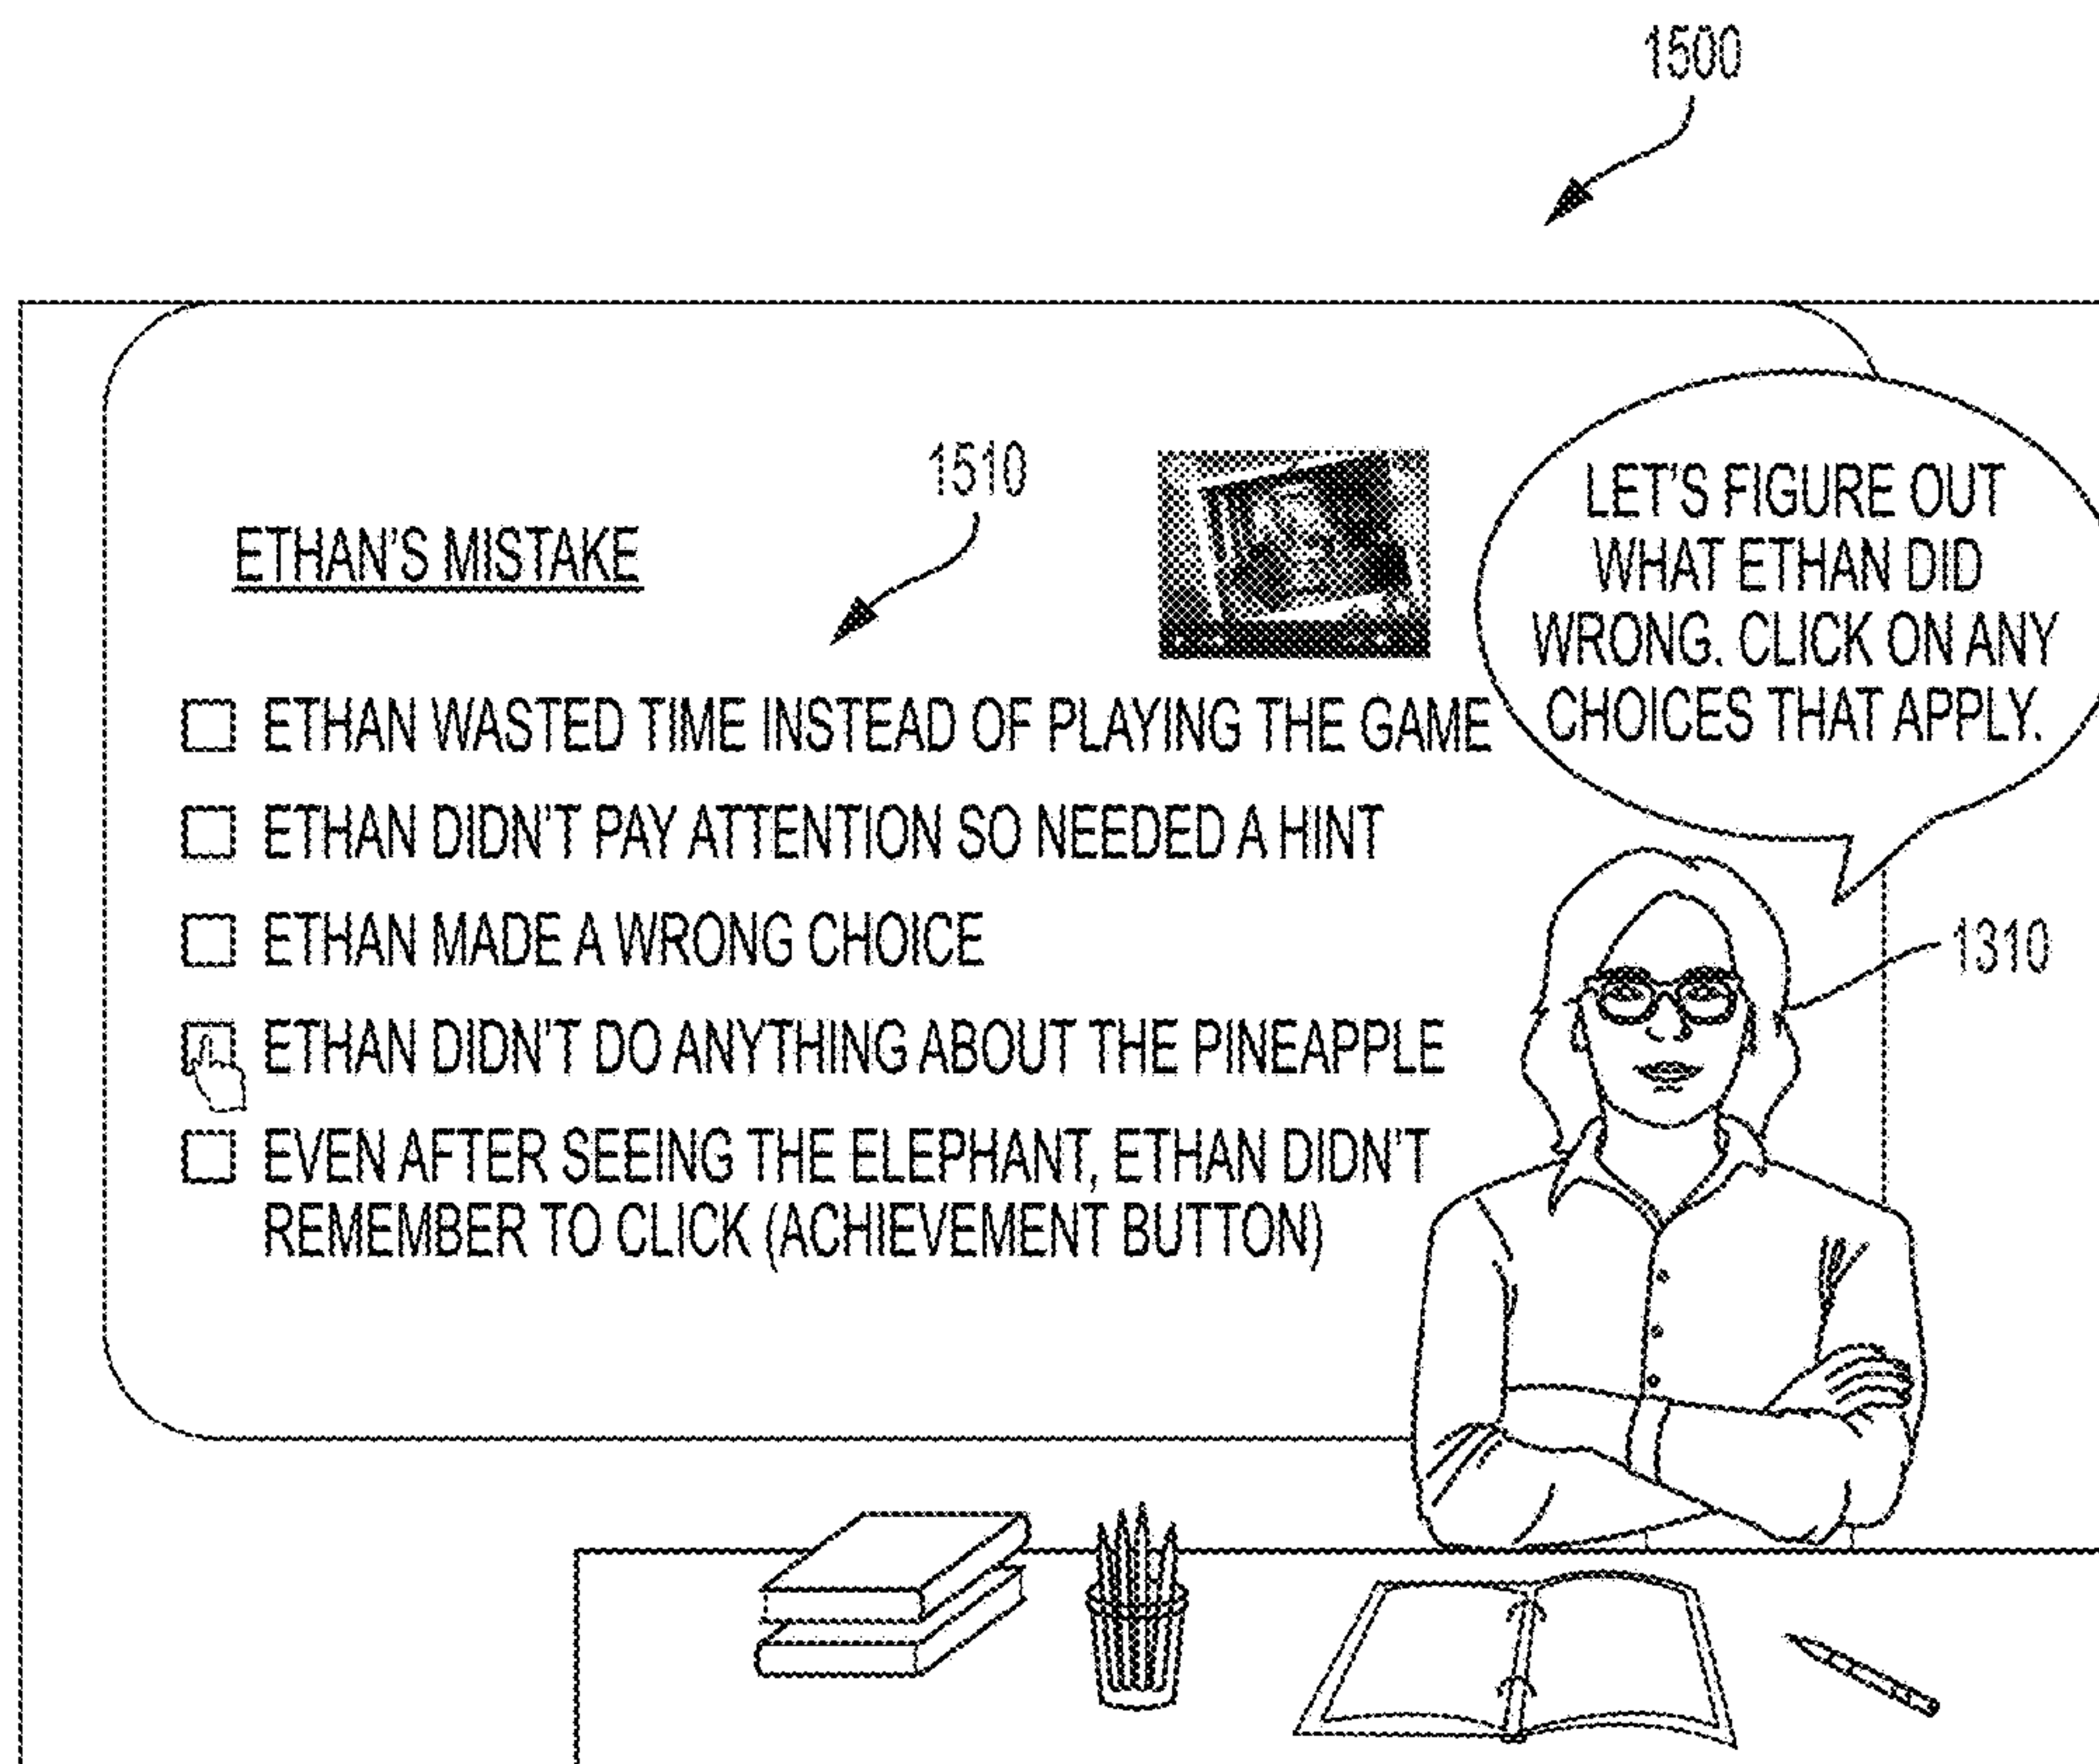 1500
1510
ETHAN'S MISTAKE
LET'S FIGURE OUT
WHAT ETHAN DID
WRONG. CLICK ON ANY
CHOICES THAT APPLY.
ETHAN WASTED TIME INSTEAD OF PLAYING THE GAME
ETHAN DIDN'T PAY ATTENTION SO NEEDED A HINT
ETHAN MADE A WRONG CHOICE
1310
ETHAN DIDN'T DO ANYTHING ABOUT THE PINEAPPLE
EVEN AFTER SEEING THE ELEPHANT, ETHAN DIDN'T
REMEMBER TO CLICK (ACHIEVEMENT BUTTON)